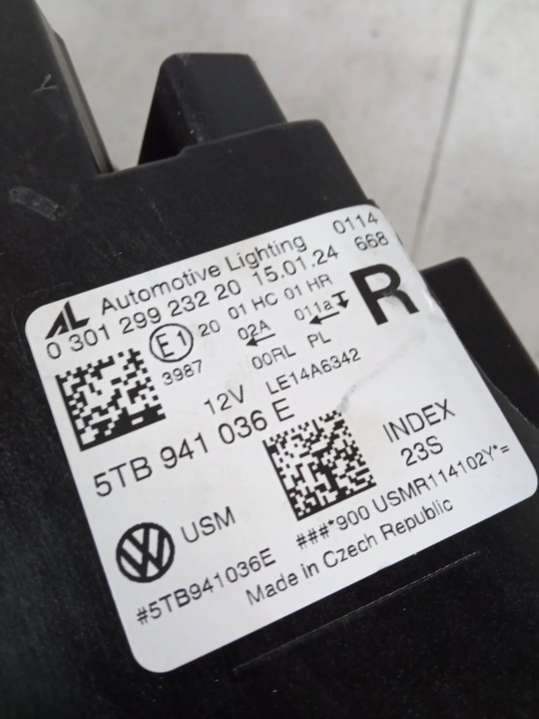 AL Automotive Lighting 0114
0 301 299 232 20 15.01.24 668
E1 20 01 HC 01 HR R
3987 02A 011a
00RL PL
12V LE14A6342
5TB 941 036 E
INDEX
23S
VW USM
###*900 USMR114102Y*=
#5TB941036E Made in Czech Republic